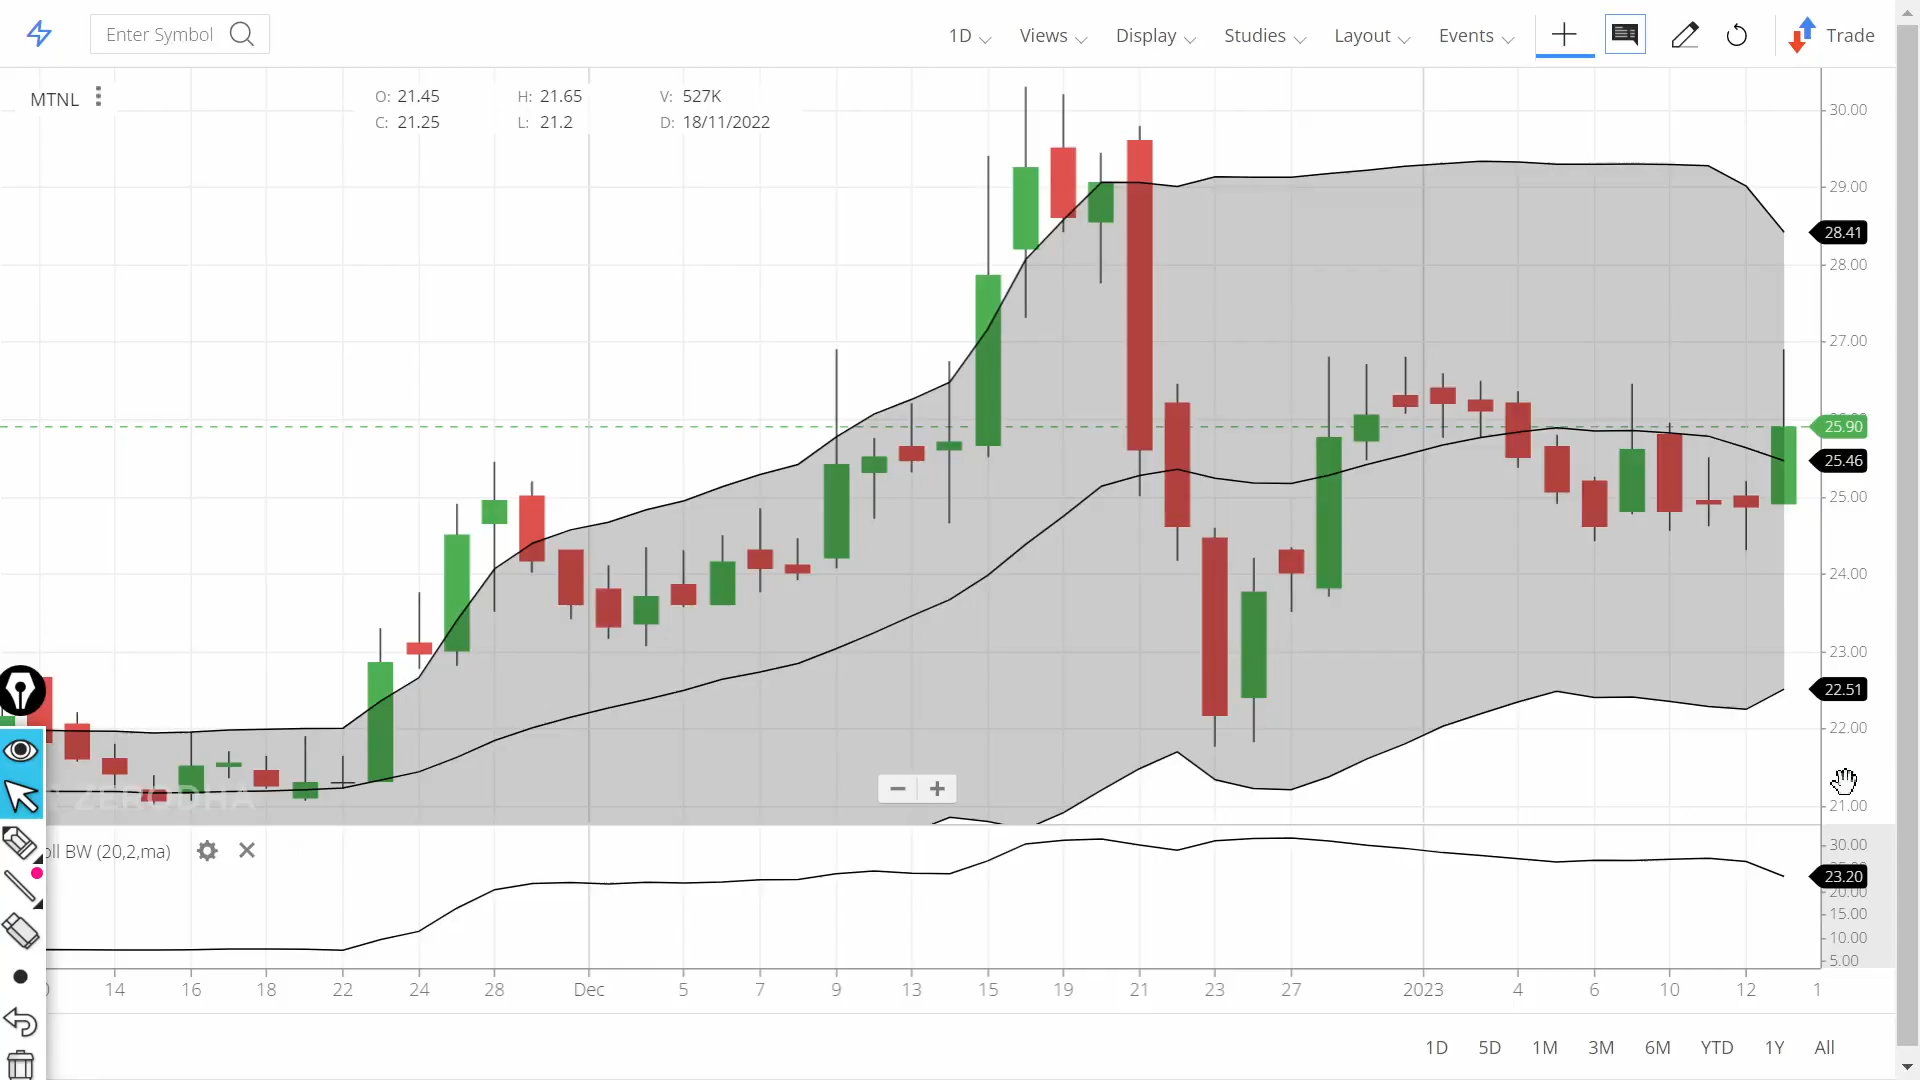 Enter Symbol
1D Views Display Studies Layout Events Trade
MTNL
O: 21.45 H: 21.65 V: 527K
C: 21.25 L: 21.2 D: 18/11/2022
30.00
29.00
28.41
28.00
27.00
25.90
25.46
25.00
24.00
23.00
22.51
22.00
21.00
ZERODHA
oll BW (20,2,ma)
30.00
23.20
20.00
15.00
10.00
5.00
14 16 18 22 24 28 Dec 5 7 9 13 15 19 21 23 27 2023 4 6 10 12 1
1D 5D 1M 3M 6M YTD 1Y All